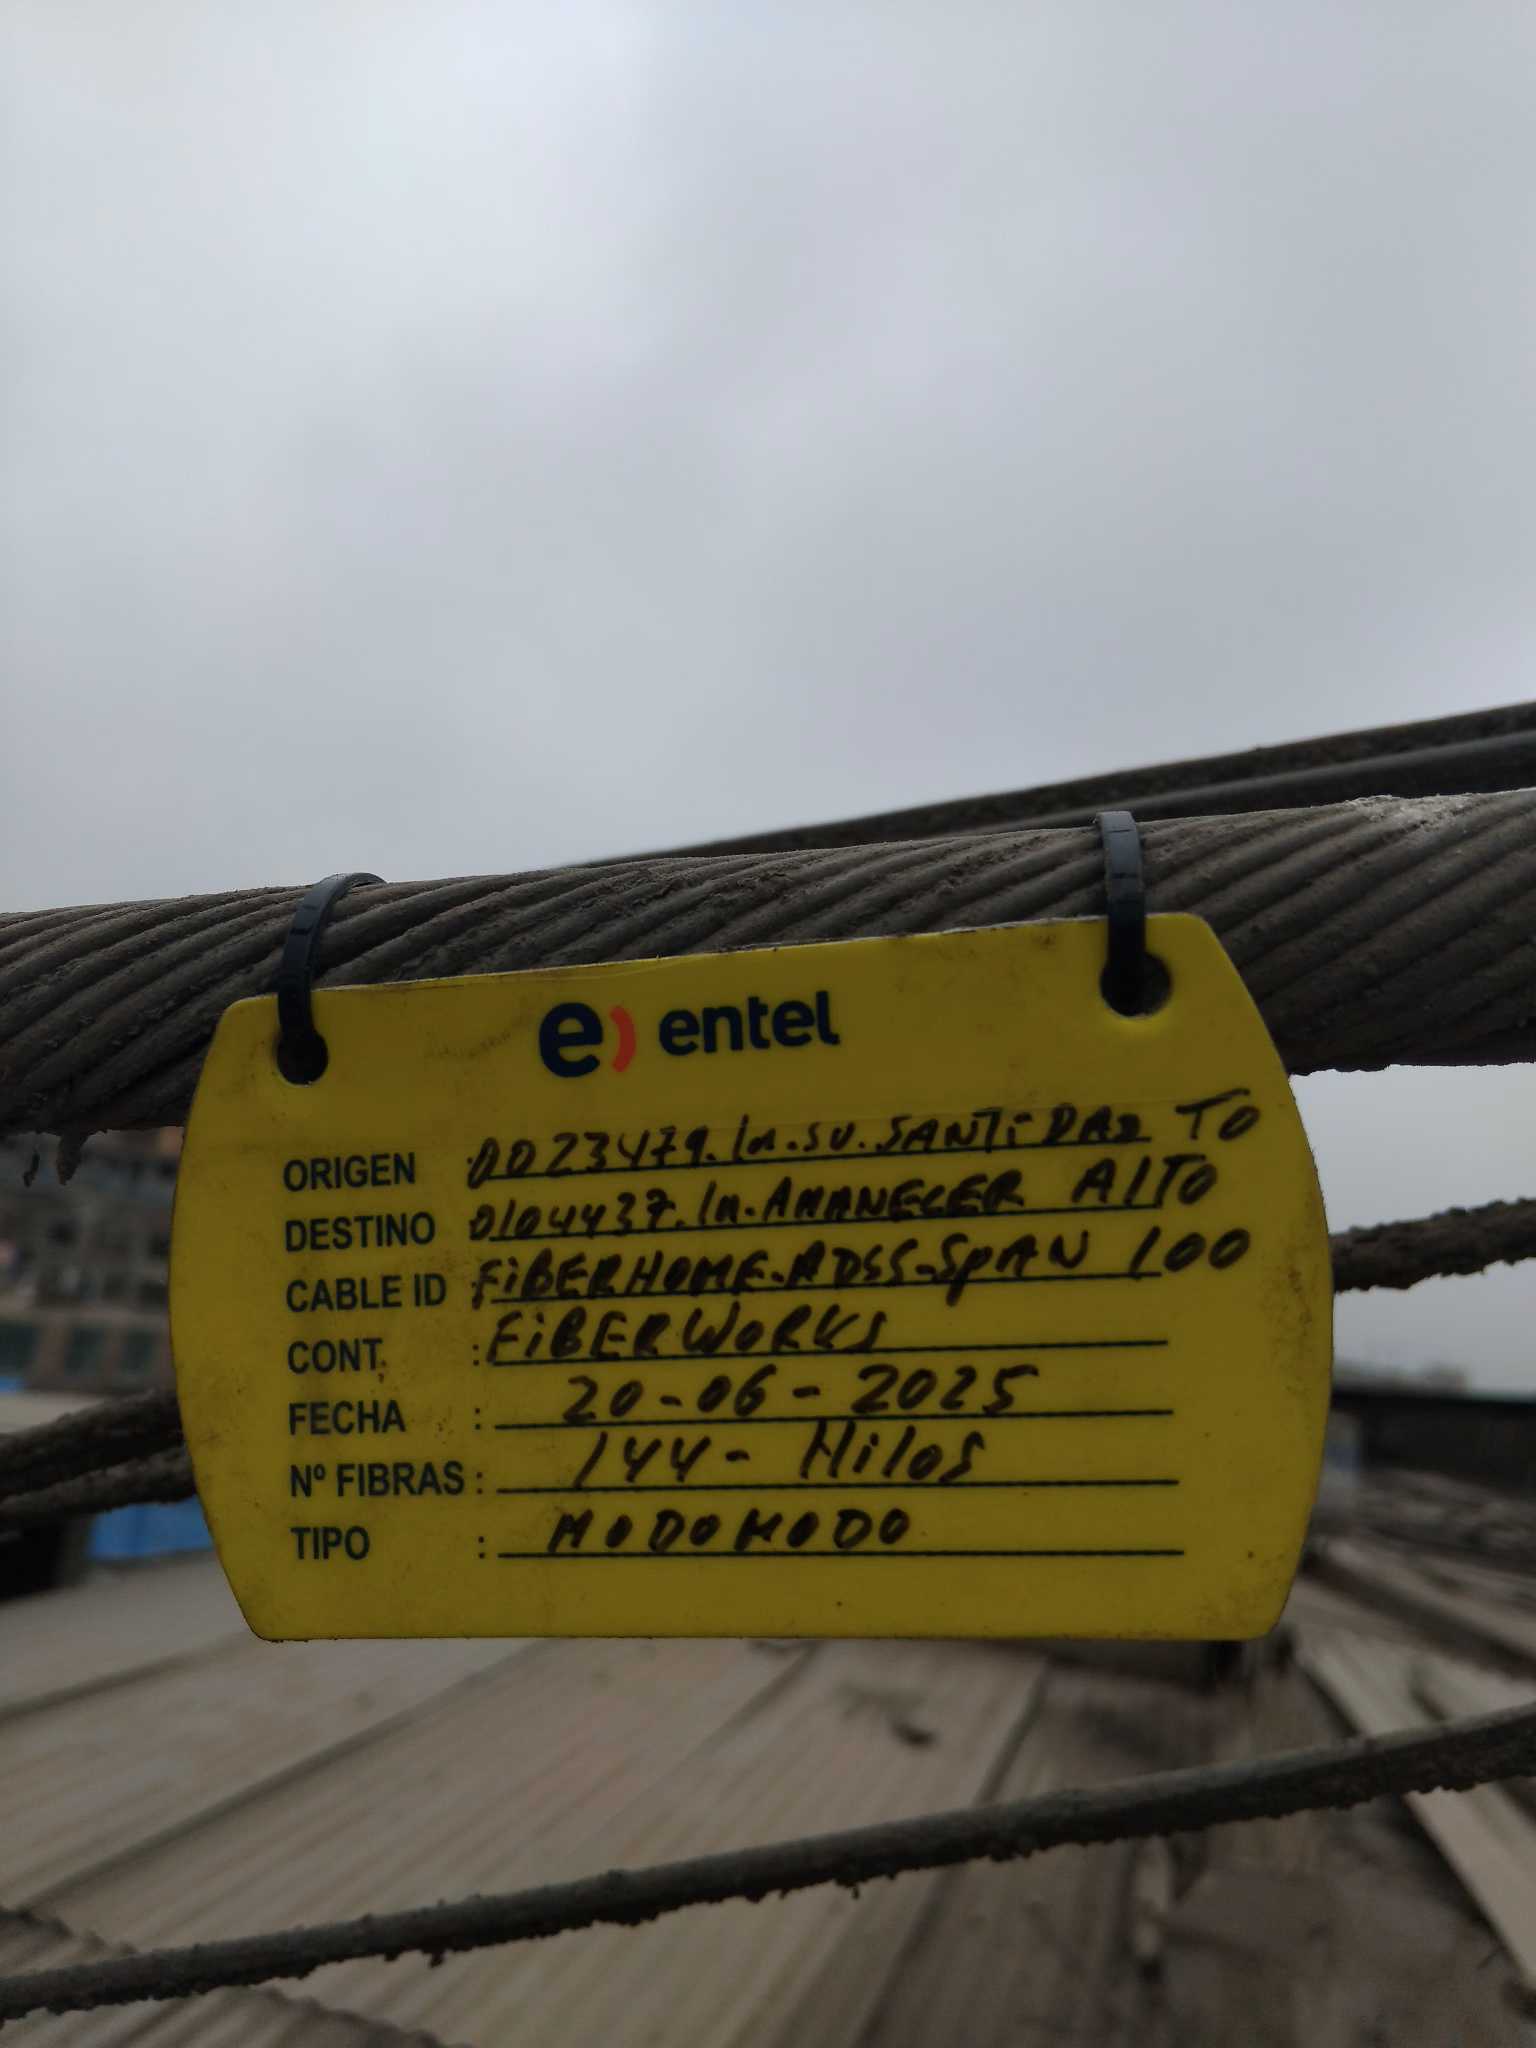 e) entel
ORIGEN : 0023479.lm.SU.SANTiDAD TO
DESTINO 0104437.lm.AMANECER AlTO
CABLE ID : FiBERHOME-ADSS-SpAN 100
CONT. : FiBERWORKS
FECHA : 20-06-2025
Nº FIBRAS : 144- Hilos
TIPO : MODOMODO